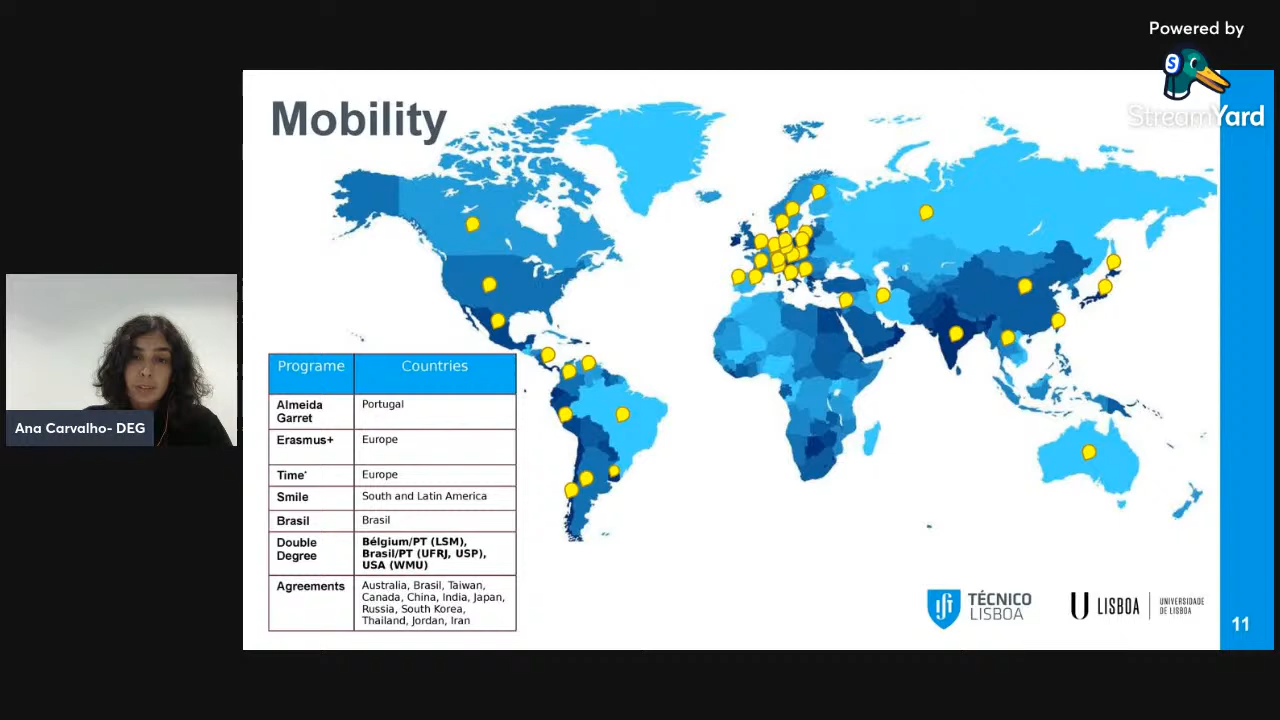 Powered by
StreamYard
Mobility
Programe Countries
Almeida Garret Portugal
Erasmus+ Europe
Time* Europe
Smile South and Latin America
Brasil Brasil
Double Degree Bélgium/PT (LSM),
Brasil/PT (UFRJ, USP),
USA (WMU)
Agreements Australia, Brasil, Taiwan,
Canada, China, India, Japan,
Russia, South Korea,
Thailand, Jordan, Iran
Ana Carvalho- DEG
TÉCNICO
LISBOA
U LISBOA
UNIVERSIDADE
DE LISBOA
11